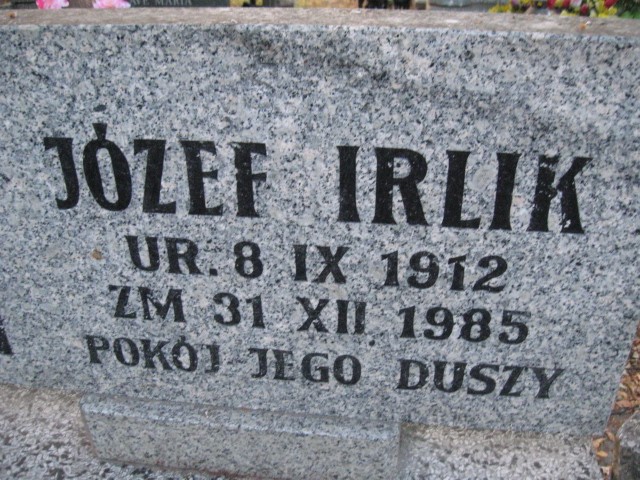 JÓZEF IRLIK
UR. 8 IX 1912
ZM 31 XII 1985
POKÓJ JEGO DUSZY